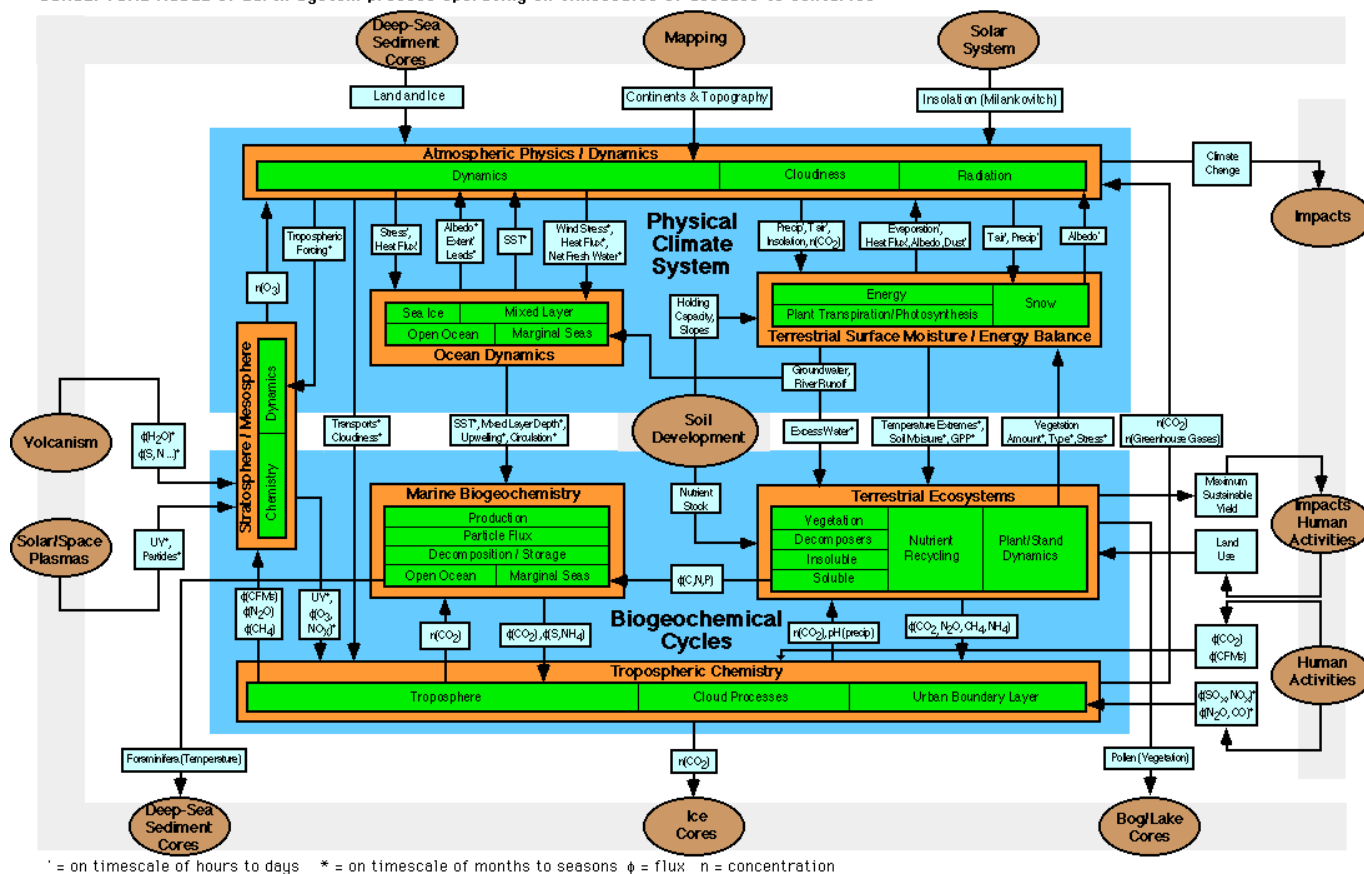 Deep-Sea
Sediment
Cores
Mapping
Solar
System
Land and Ice
Continents & Topography
Insolation (Milankovitch)
Atmospheric Physics / Dynamics
Dynamics
Cloudiness
Radiation
Climate
Change
Impacts
Physical
Climate
System
Tropospheric
Forcing*
Stress',
Heat Flux'
Albedo*
Extent'
Leads*
SST*
Wind Stress*,
Heat Flux*,
Net Fresh Water*
Precip', T air',
Insolation, n(CO2)
Evaporation',
Heat Flux', Albedo, Dust'
T air', Precip'
Albedo'
n(O3)
Sea Ice
Mixed Layer
Open Ocean
Marginal Seas
Ocean Dynamics
Holding
Capacity,
Slopes
Energy
Plant Transpiration/Photosynthesis
Snow
Terrestrial Surface Moisture / Energy Balance
Stratosphere / Mesosphere
Dynamics
Chemistry
Groundwater,
River Runoff
Volcanism
ϕ(H2O)*
ϕ(S, N ...)*
Transports*
Cloudiness*
SST*, Mixed Layer Depth*,
Upwelling*, Circulation*
Soil
Development
Excess Water*
Temperature Extremes*,
Soil Moisture*, GPP*
Vegetation
Amount*, Type*, Stress*
n(CO2)
n(Greenhouse Gases)
Marine Biogeochemistry
Production
Particle Flux
Decomposition / Storage
Open Ocean
Marginal Seas
Nutrient
Stock
Terrestrial Ecosystems
Vegetation
Decomposers
Insoluble
Soluble
Nutrient
Recycling
Plant/Stand
Dynamics
Maximum
Sustainable
Yield
Impacts
Human
Activities
Land
Use
Solar/Space
Plasmas
UV*,
Particles*
ϕ(C,N,P)
ϕ(CFMs)
ϕ(N2O)
ϕ(CH4)
UV*,
ϕ(O3,
NOx)*
n(CO2)
ϕ(CO2), ϕ(S,NH4)
Biogeochemical
Cycles
n(CO2), pH (precip)
ϕ(CO2, N2O, CH4, NH4)
ϕ(CO2)
ϕ(CFMs)
Human
Activities
Tropospheric Chemistry
Troposphere
Cloud Processes
Urban Boundary Layer
ϕ(SOx, NOx)*
ϕ(N2O, CO)*
Foraminifera (Temperature)
n(CO2)
Pollen (Vegetation)
Deep-Sea
Sediment
Cores
Ice
Cores
Bog/Lake
Cores
' = on timescale of hours to days * = on timescale of months to seasons ϕ = flux n = concentration